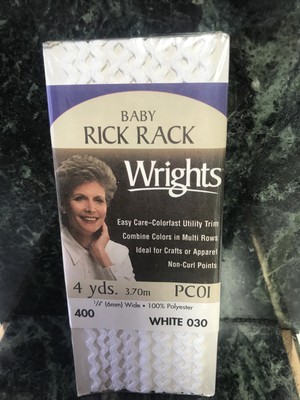 BABY
RICK RACK
Wrights
Easy Care–Colorfast Utility Trim
Combine Colors in Multi Rows
Ideal for Crafts or Apparel
Non-Curl Points
4 yds. 3.70m PC01
1/4" (6mm) Wide • 100% Polyester
400 WHITE 030